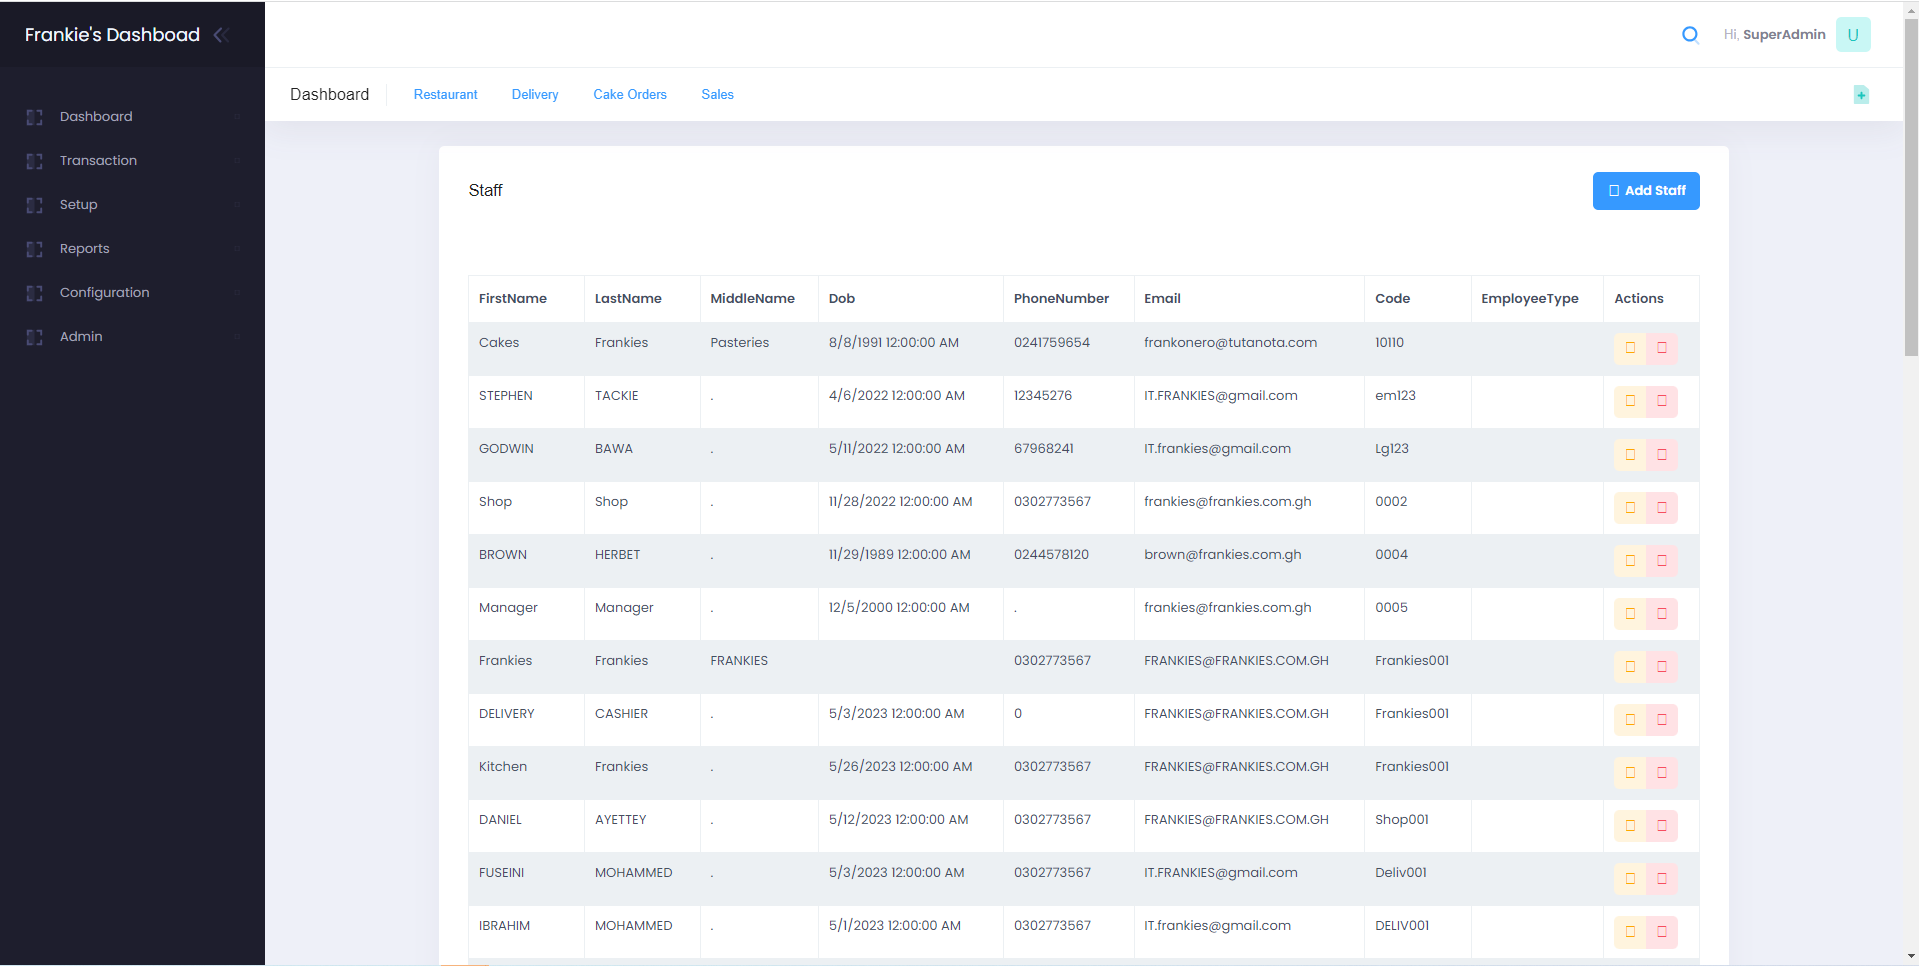 Frankie's Dashboad
Hi, SuperAdmin U
Dashboard Restaurant Delivery Cake Orders Sales
Dashboard
Transaction
Setup
Reports
Configuration
Admin
Staff
Add Staff
FirstName LastName MiddleName Dob PhoneNumber Email Code EmployeeType Actions
Cakes Frankies Pasteries 8/8/1991 12:00:00 AM 0241759654 frankonero@tutanota.com 10110
STEPHEN TACKIE . 4/6/2022 12:00:00 AM 12345276 IT.FRANKIES@gmail.com em123
GODWIN BAWA . 5/11/2022 12:00:00 AM 67968241 IT.frankies@gmail.com Lg123
Shop Shop . 11/28/2022 12:00:00 AM 0302773567 frankies@frankies.com.gh 0002
BROWN HERBET . 11/29/1989 12:00:00 AM 0244578120 brown@frankies.com.gh 0004
Manager Manager . 12/5/2000 12:00:00 AM . frankies@frankies.com.gh 0005
Frankies Frankies FRANKIES 0302773567 FRANKIES@FRANKIES.COM.GH Frankies001
DELIVERY CASHIER . 5/3/2023 12:00:00 AM 0 FRANKIES@FRANKIES.COM.GH Frankies001
Kitchen Frankies . 5/26/2023 12:00:00 AM 0302773567 FRANKIES@FRANKIES.COM.GH Frankies001
DANIEL AYETTEY . 5/12/2023 12:00:00 AM 0302773567 FRANKIES@FRANKIES.COM.GH Shop001
FUSEINI MOHAMMED . 5/3/2023 12:00:00 AM 0302773567 IT.FRANKIES@gmail.com Deliv001
IBRAHIM MOHAMMED . 5/1/2023 12:00:00 AM 0302773567 IT.frankies@gmail.com DELIV001